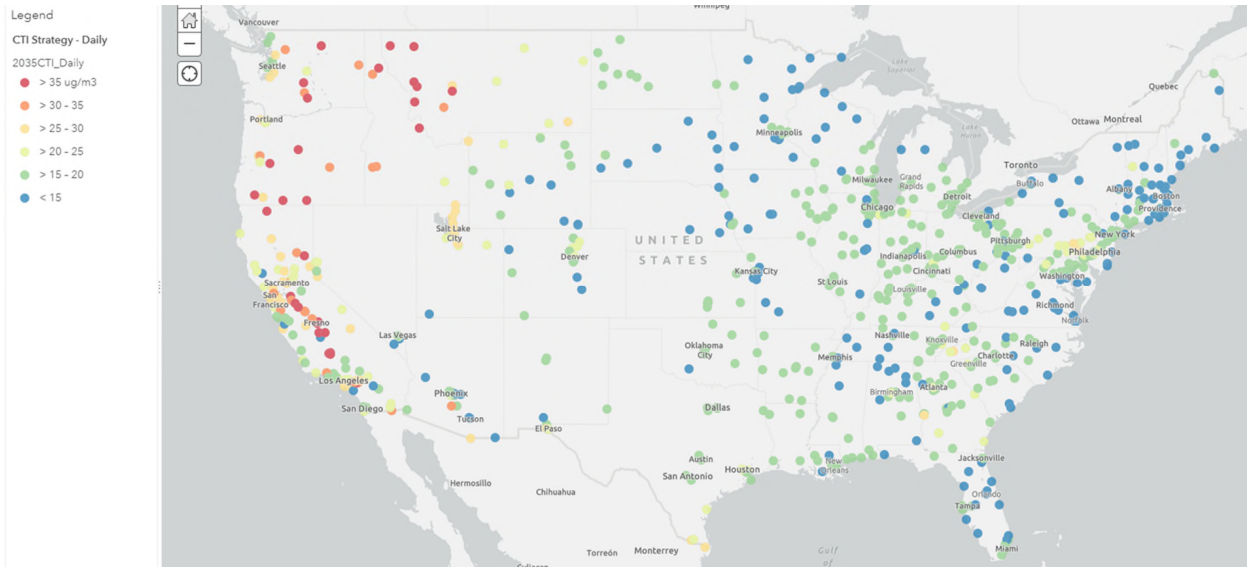 Legend
CTI Strategy - Daily
2035CTI_Daily
> 35 ug/m3
> 30 - 35
> 25 - 30
> 20 - 25
> 15 - 20
< 15
Winnipeg
Vancouver
Seattle
Portland
Lake Superior
Quebec
Ottawa Montreal
Minneapolis
Lake Huron
Toronto
Milwaukee
Grand Rapids
Buffalo
Albany
Boston
Providence
Detroit
Chicago
Cleveland
Salt Lake City
UNITED STATES
Denver
New York
Pittsburgh
Philadelphia
Columbus
Indianapolis
Cincinnati
Washington
Sacramento
San Francisco
Kansas City
St Louis
Louisville
Richmond
Norfolk
Fresno
Las Vegas
Nashville
Knoxville
Raleigh
Oklahoma City
Memphis
Charlotte
Greenville
Los Angeles
Phoenix
Birmingham
Atlanta
San Diego
Tucson
Dallas
El Paso
Austin
San Antonio
Houston
New Orleans
Jacksonville
Hermosillo
Chihuahua
Orlando
Tampa
Torreón
Monterrey
Miami
Gulf
of